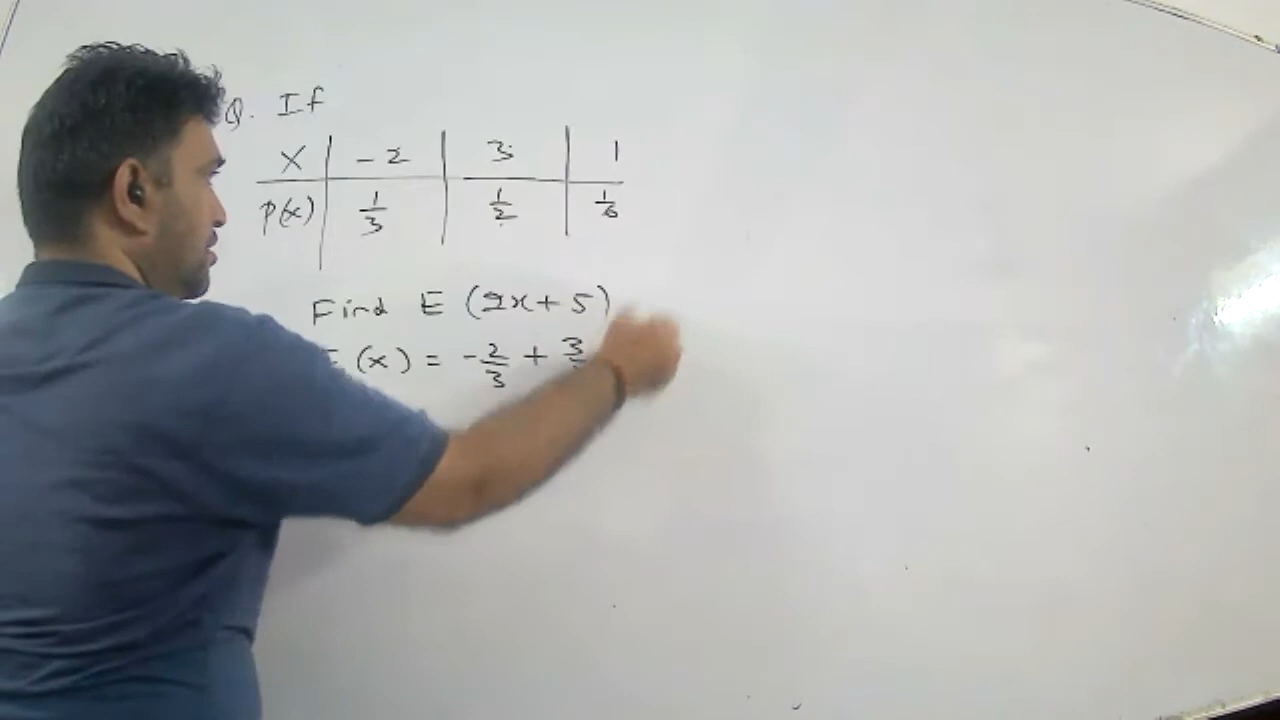 Q. If
X | -2 | 3 | 1
P(x) | 1/3 | 1/2 | 1/6
Find E (2x+5)
(x) = -2/3 + 3/